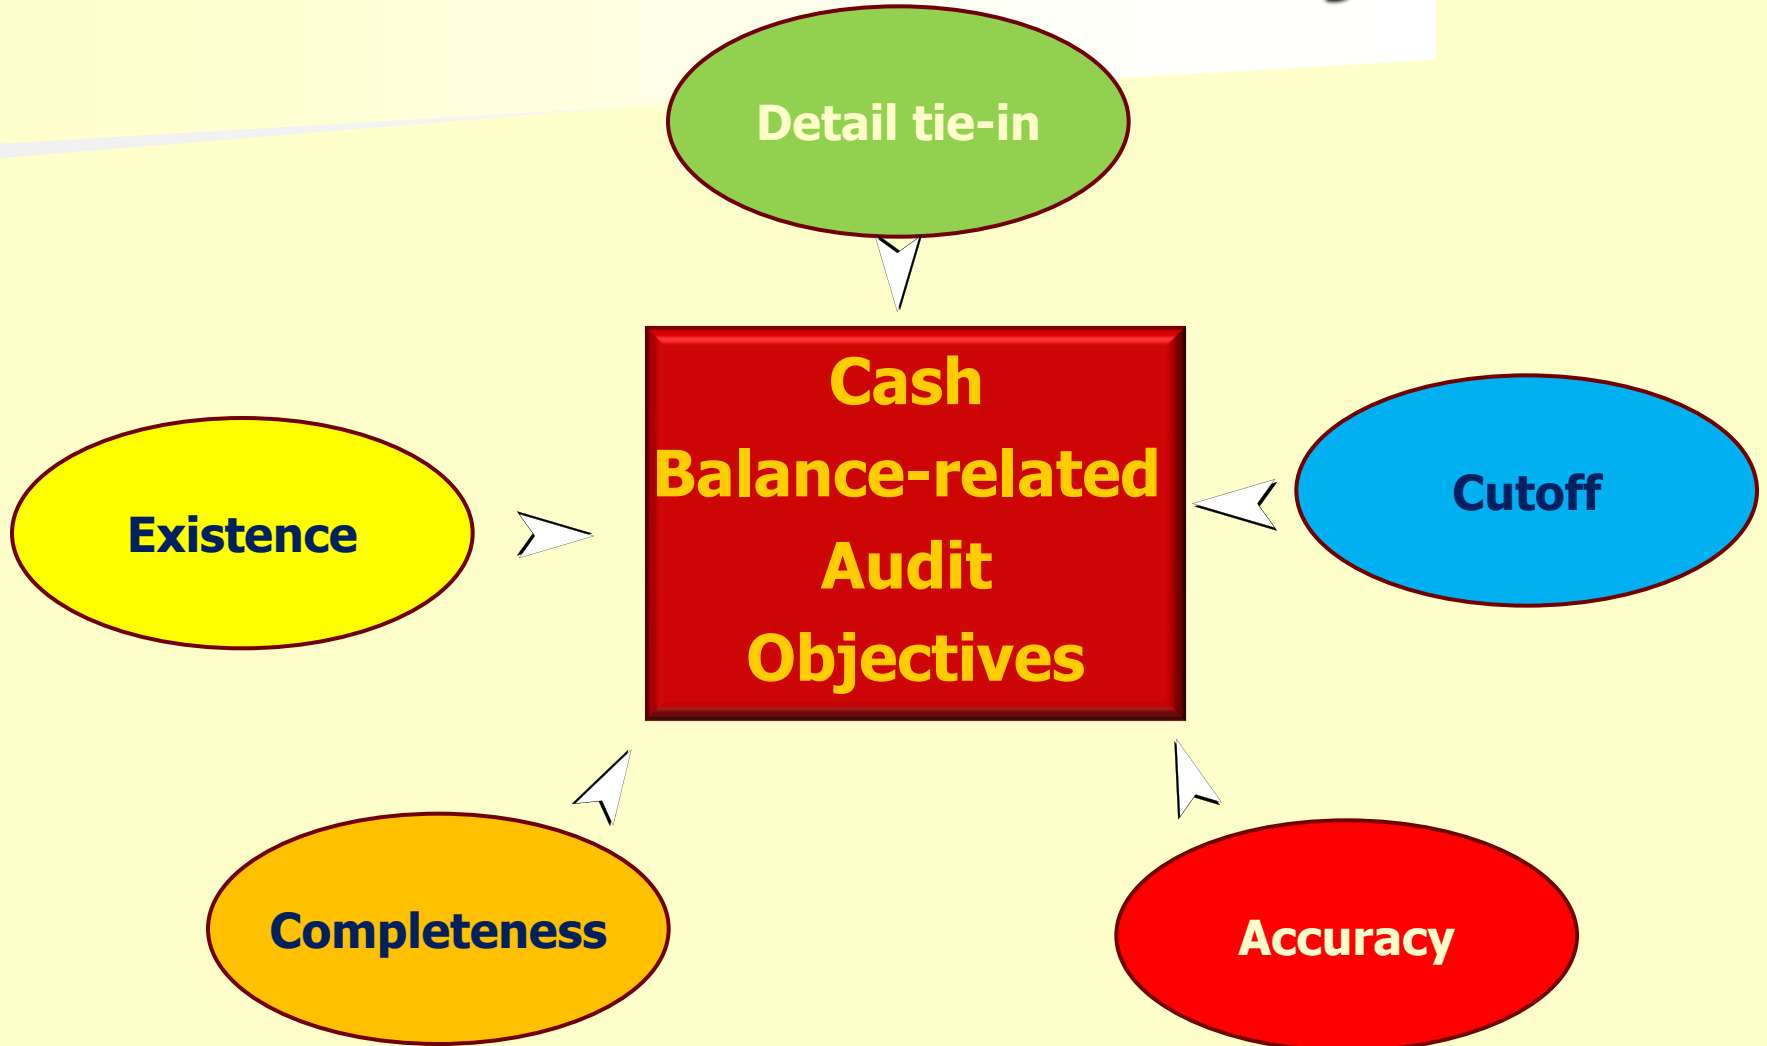 Detail tie-in
Cash
Balance-related
Audit
Objectives
Existence
Cutoff
Completeness
Accuracy